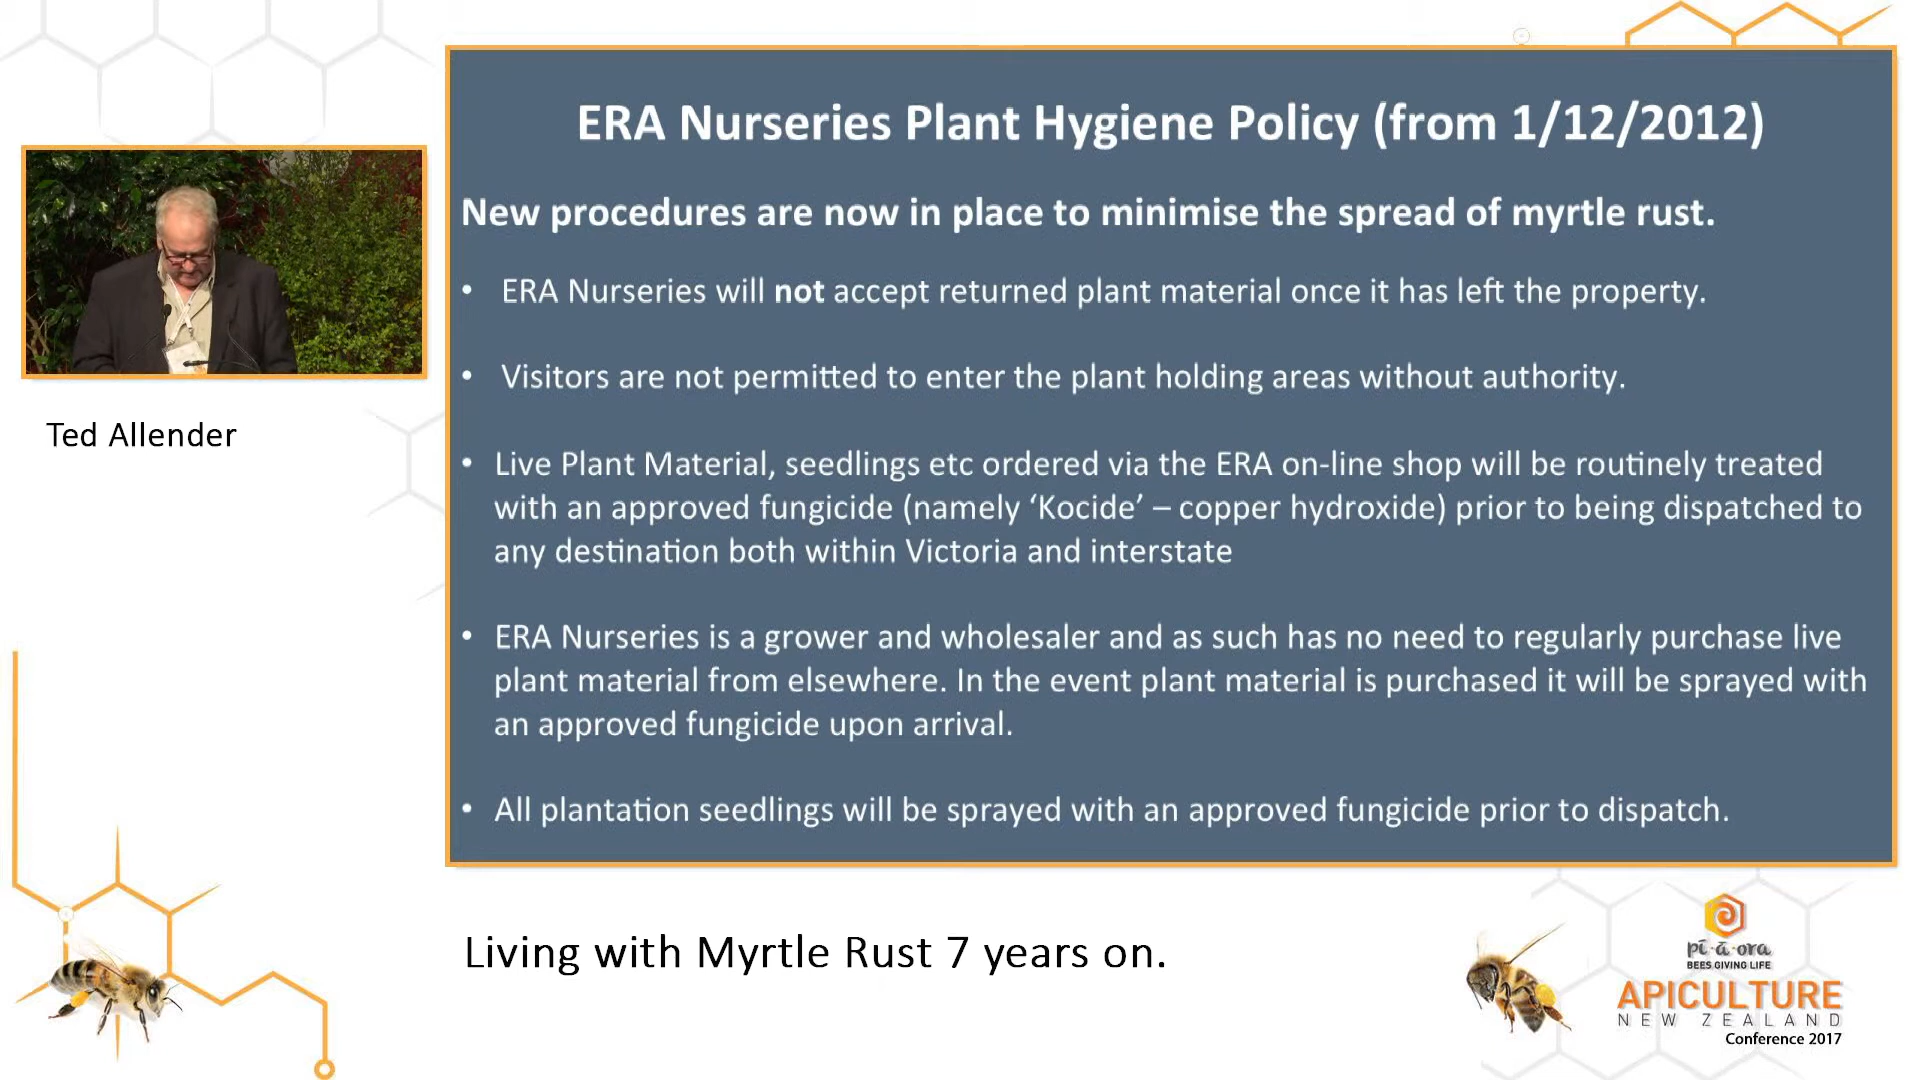 ERA Nurseries Plant Hygiene Policy (from 1/12/2012)
New procedures are now in place to minimise the spread of myrtle rust.
• ERA Nurseries will not accept returned plant material once it has left the property.
• Visitors are not permitted to enter the plant holding areas without authority.
• Live Plant Material, seedlings etc ordered via the ERA on-line shop will be routinely treated
with an approved fungicide (namely ‘Kocide’ – copper hydroxide) prior to being dispatched to
any destination both within Victoria and interstate
• ERA Nurseries is a grower and wholesaler and as such has no need to regularly purchase live
plant material from elsewhere. In the event plant material is purchased it will be sprayed with
an approved fungicide upon arrival.
• All plantation seedlings will be sprayed with an approved fungicide prior to dispatch.
Ted Allender
Living with Myrtle Rust 7 years on.
pī-ā-ora
BEES GIVING LIFE
APICULTURE
NEW ZEALAND
Conference 2017